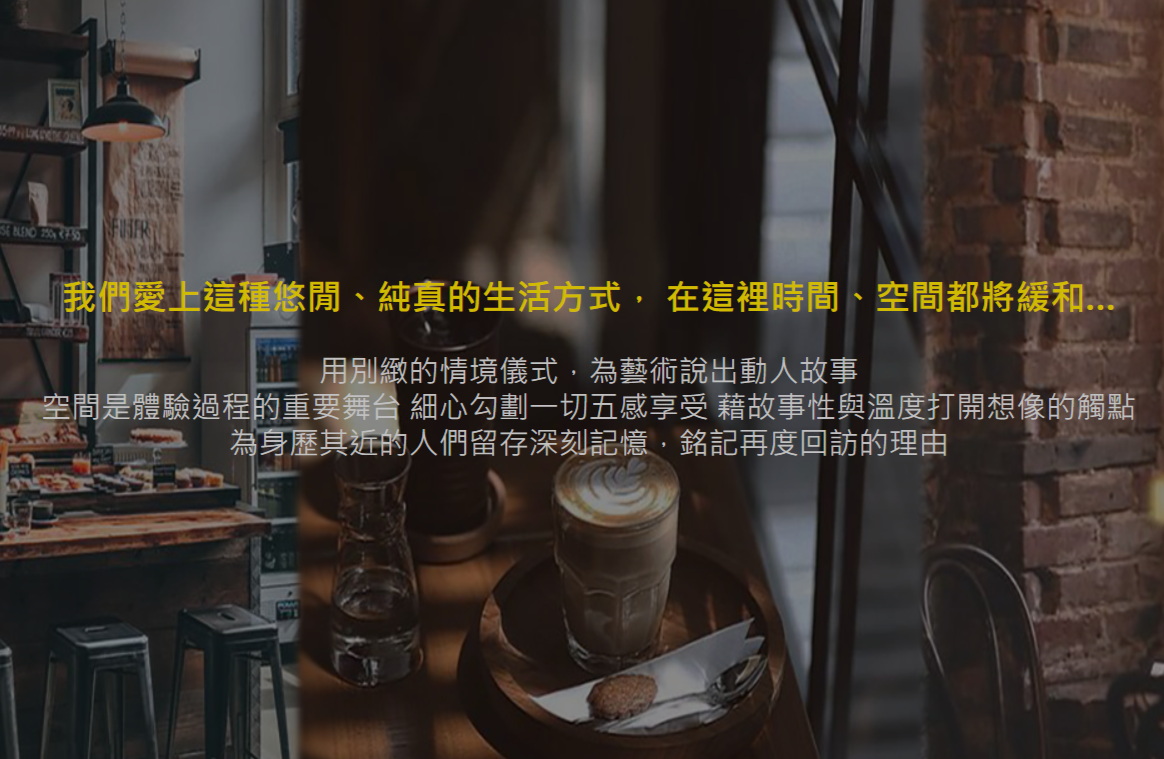 我們愛上這種悠閒、純真的生活方式， 在這裡時間、空間都將緩和...
用別緻的情境儀式，為藝術說出動人故事
空間是體驗過程的重要舞台 細心勾劃一切五感享受 藉故事性與溫度打開想像的觸點
為身歷其近的人們留存深刻記憶，銘記再度回訪的理由